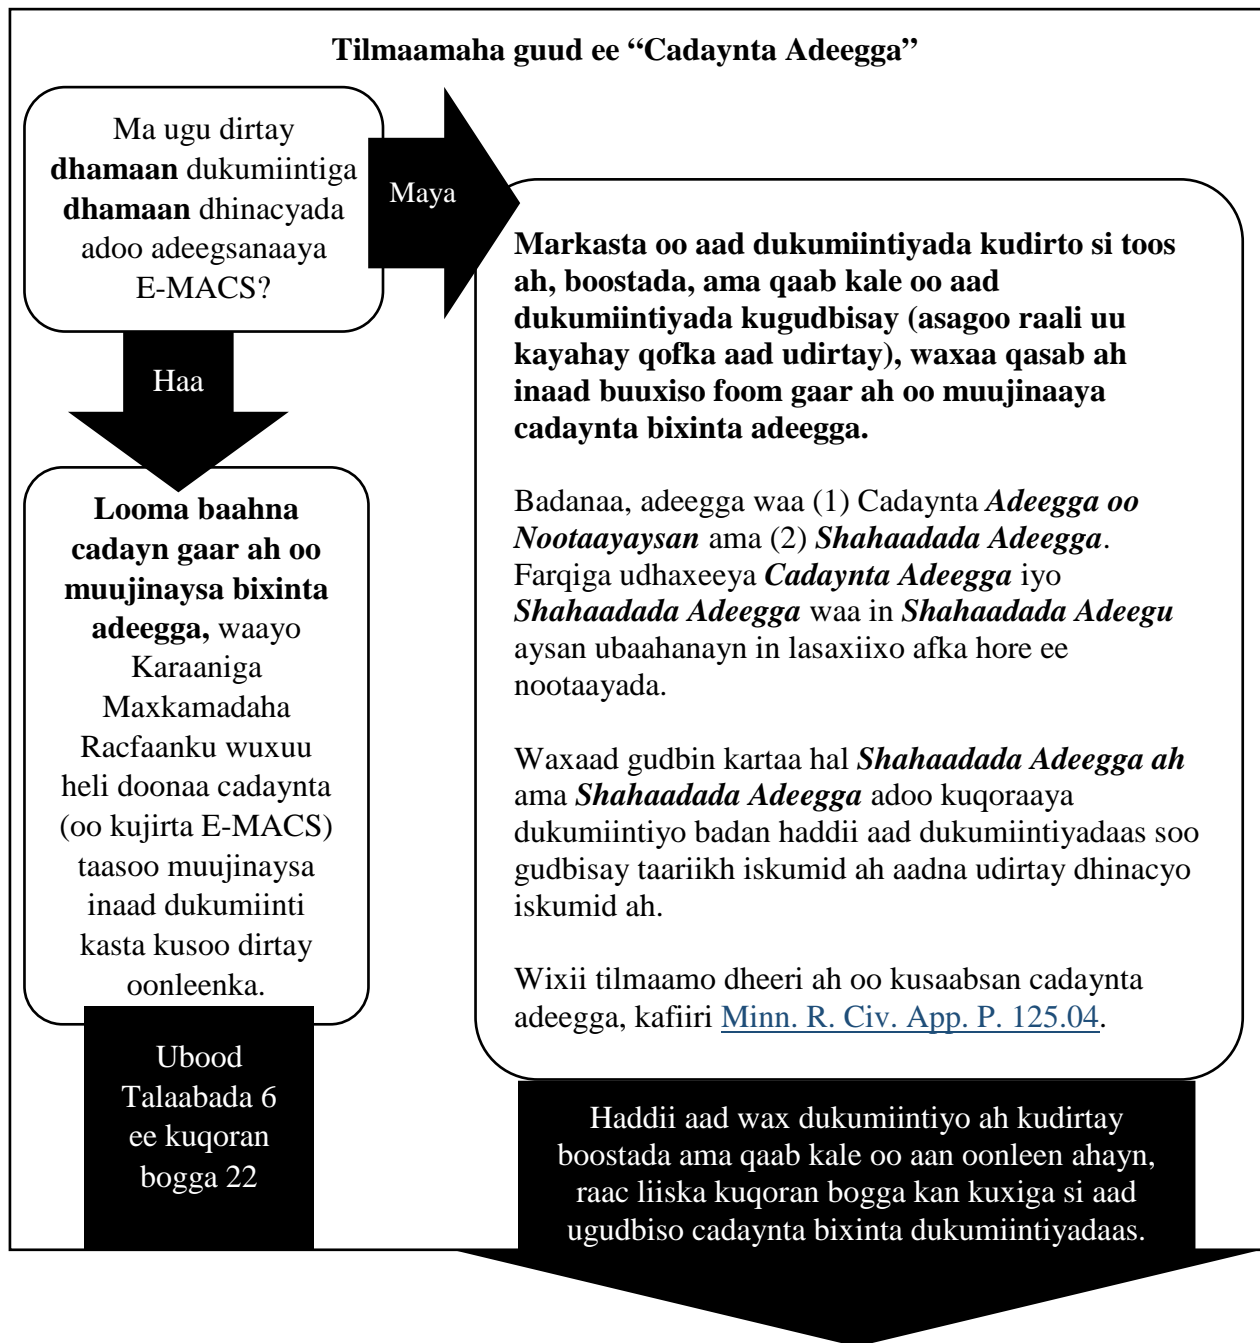 Tilmaamaha guud ee “Cadaynta Adeegga”
Ma ugu dirtay
dhamaan dukumiintiga
dhamaan dhinacyada
adoo adeegsanaaya
E-MACS?
Maya
Haa
Looma baahna
cadayn gaar ah oo
muujinaysa bixinta
adeegga, waayo
Karaaniga
Maxkamadaha
Racfaanku wuxuu
heli doonaa cadaynta
(oo kujirta E-MACS)
taasoo muujinaysa
inaad dukumiinti
kasta kusoo dirtay
oonleenka.
Ubood
Talaabada 6
ee kuqoran
bogga 22
Markasta oo aad dukumiintiyada kudirto si toos
ah, boostada, ama qaab kale oo aad
dukumiintiyada kugudbisay (asagoo raali uu
kayahay qofka aad udirtay), waxaa qasab ah
inaad buuxiso foom gaar ah oo muujinaaya
cadaynta bixinta adeegga.
Badanaa, adeegga waa (1) Cadaynta Adeegga oo
Nootaayaysan ama (2) Shahaadada Adeegga.
Farqiga udhaxeeya Cadaynta Adeegga iyo
Shahaadada Adeegga waa in Shahaadada Adeegu
aysan ubaahanayn in lasaxiixo afka hore ee
nootaayada.
Waxaad gudbin kartaa hal Shahaadada Adeegga ah
ama Shahaadada Adeegga adoo kuqoraaya
dukumiintiyo badan haddii aad dukumiintiyadaas soo
gudbisay taariikh iskumid ah aadna udirtay dhinacyo
iskumid ah.
Wixii tilmaamo dheeri ah oo kusaabsan cadaynta
adeegga, kafiiri Minn. R. Civ. App. P. 125.04.
Haddii aad wax dukumiintiyo ah kudirtay
boostada ama qaab kale oo aan oonleen ahayn,
raac liiska kuqoran bogga kan kuxiga si aad
ugudbiso cadaynta bixinta dukumiintiyadaas.